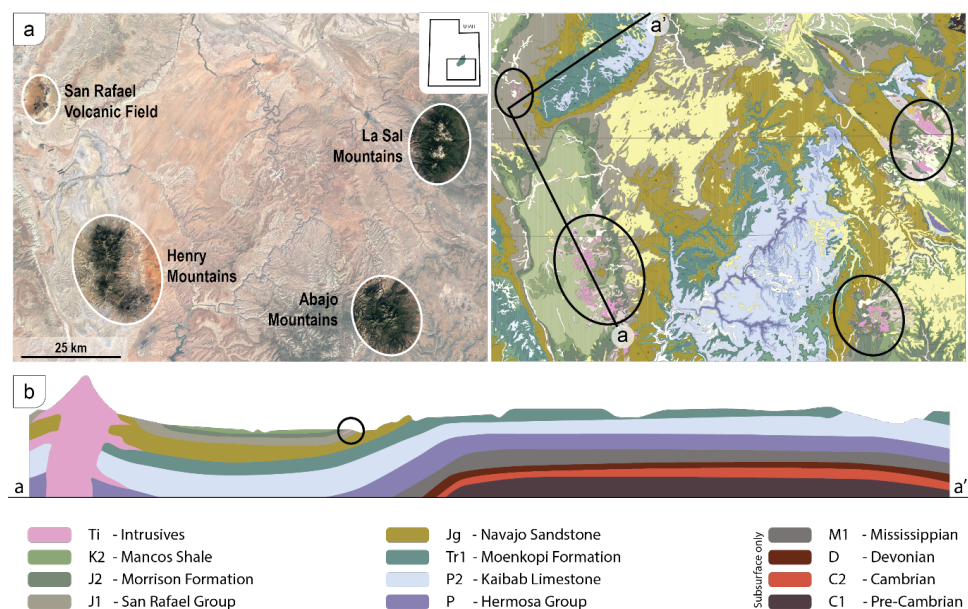 a
UTAH
San Rafael
Volcanic Field
La Sal
Mountains
Henry
Mountains
Abajo
Mountains
25 km
a'
a
b
a
a'
Ti - Intrusives
K2 - Mancos Shale
J2 - Morrison Formation
J1 - San Rafael Group
Jg - Navajo Sandstone
Tr1 - Moenkopi Formation
P2 - Kaibab Limestone
P - Hermosa Group
Subsurface only
M1 - Mississippian
D - Devonian
C2 - Cambrian
C1 - Pre-Cambrian